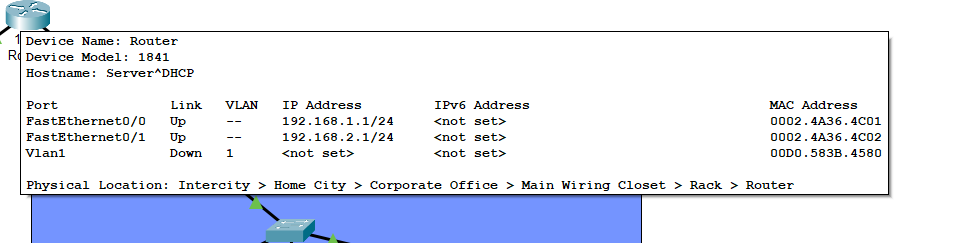 Device Name: Router
Device Model: 1841
Hostname: Server^DHCP
Port Link VLAN IP Address IPv6 Address MAC Address
FastEthernet0/0 Up -- 192.168.1.1/24 <not set> 0002.4A36.4C01
FastEthernet0/1 Up -- 192.168.2.1/24 <not set> 0002.4A36.4C02
Vlan1 Down 1 <not set> <not set> 00D0.583B.4580
Physical Location: Intercity > Home City > Corporate Office > Main Wiring Closet > Rack > Router